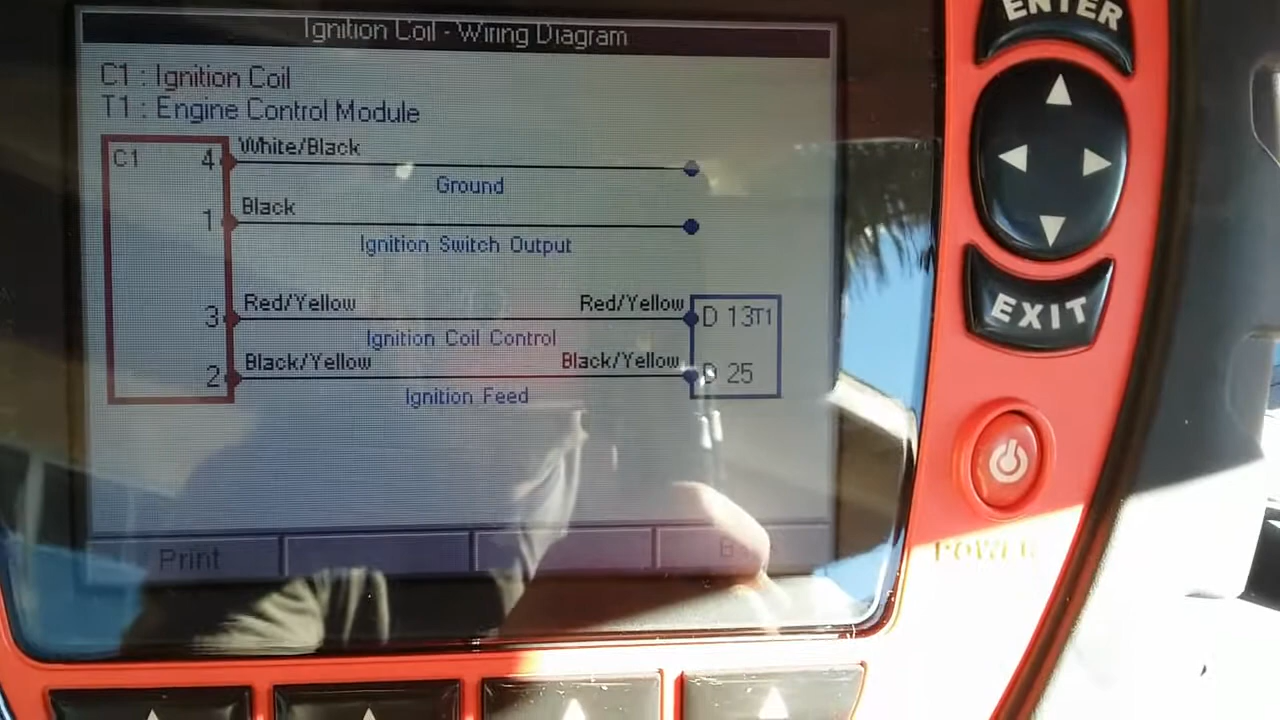 Ignition Coil - Wiring Diagram
C1 : Ignition Coil
T1 : Engine Control Module
C1 4 White/Black
Ground
1 Black
Ignition Switch Output
3 Red/Yellow Red/Yellow D 13 T1
Ignition Coil Control
2 Black/Yellow Black/Yellow D 25
Ignition Feed
Print
ENTER
EXIT
POWER